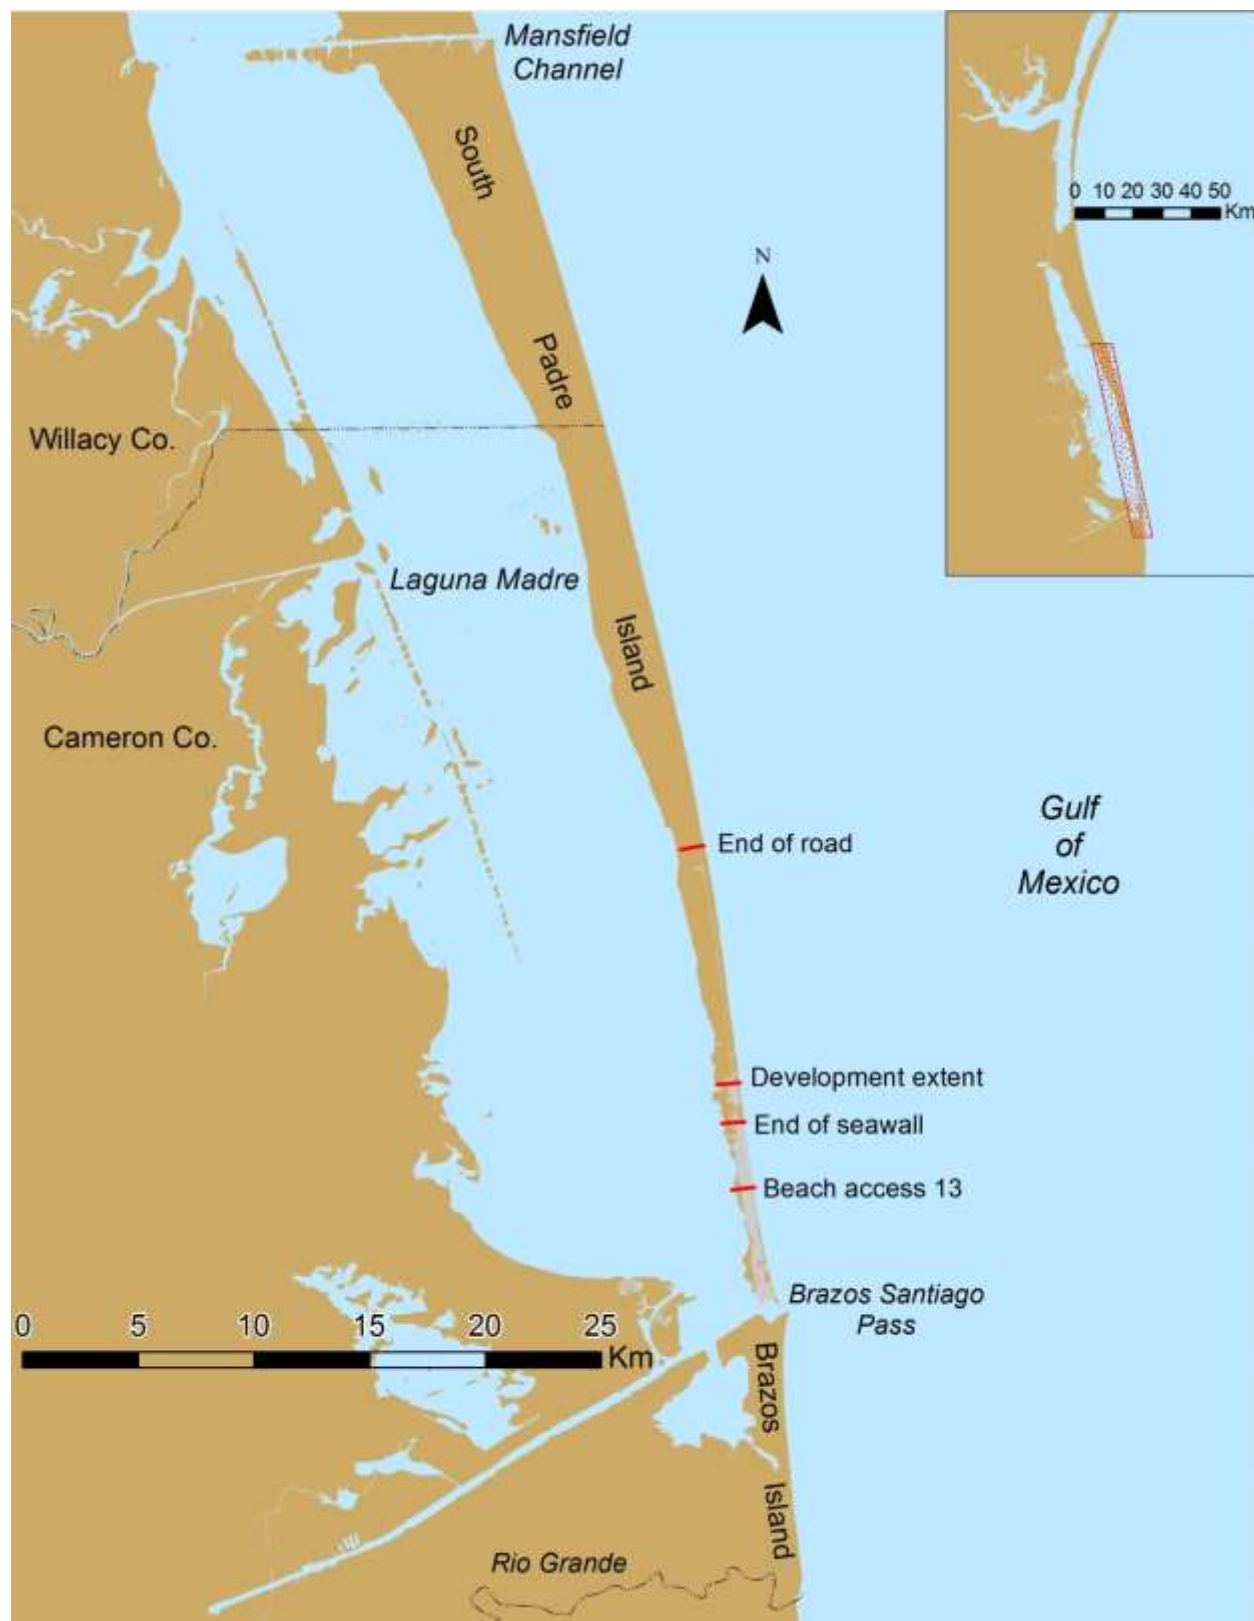 Mansfield
Channel
South
Padre
Island
N
0 10 20 30 40 50
Km
Willacy Co.
Laguna Madre
Cameron Co.
Gulf
of
Mexico
End of road
Development extent
End of seawall
Beach access 13
Brazos Santiago
Pass
0 5 10 15 20 25
Km
Brazos
Island
Rio Grande